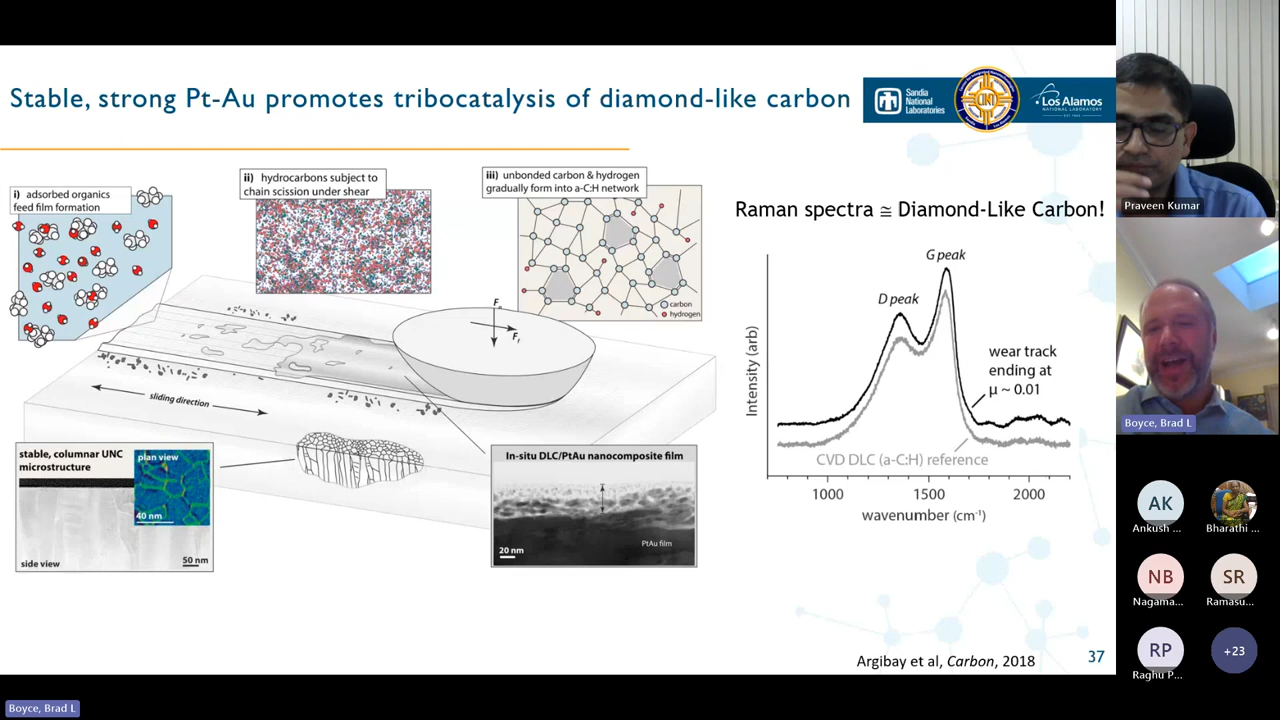 Stable, strong Pt-Au promotes tribocatalysis of diamond-like carbon
Sandia
National
Laboratories
CINT
Los Alamos
NATIONAL LABORATORY
i) adsorbed organics
feed film formation
ii) hydrocarbons subject to
chain scission under shear
iii) unbonded carbon & hydrogen
gradually form into a-C:H network
carbon
hydrogen
Fn
Ff
sliding direction
stable, columnar UNC
microstructure
plan view
40 nm
side view
50 nm
In-situ DLC/PtAu nanocomposite film
20 nm
PtAu film
Raman spectra ≅ Diamond-Like Carbon!
G peak
D peak
Intensity (arb)
wear track
ending at
μ ~ 0.01
CVD DLC (a-C:H) reference
1000 1500 2000
wavenumber (cm⁻¹)
Argibay et al, Carbon, 2018
37
Praveen Kumar
Boyce, Brad L
AK
Ankush ...
Bharathi ...
NB
Nagama...
SR
Ramasu...
RP
Raghu P...
+23
Boyce, Brad L